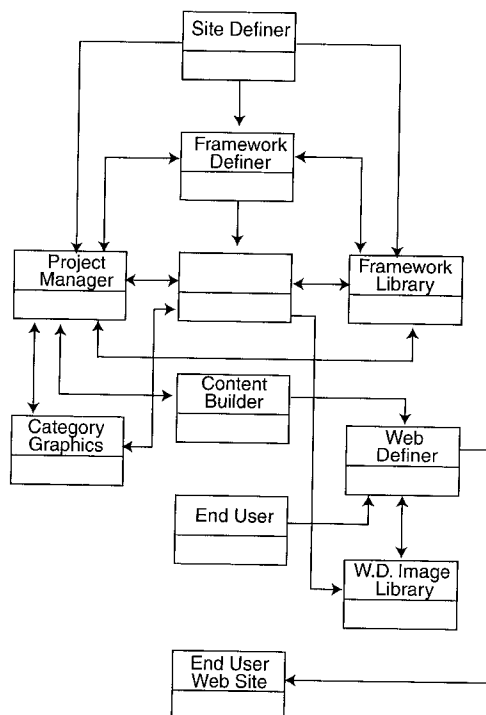 Site Definer
Framework
Definer
Project
Manager
Framework
Library
Content
Builder
Category
Graphics
Web
Definer
End User
W.D. Image
Library
End User
Web Site